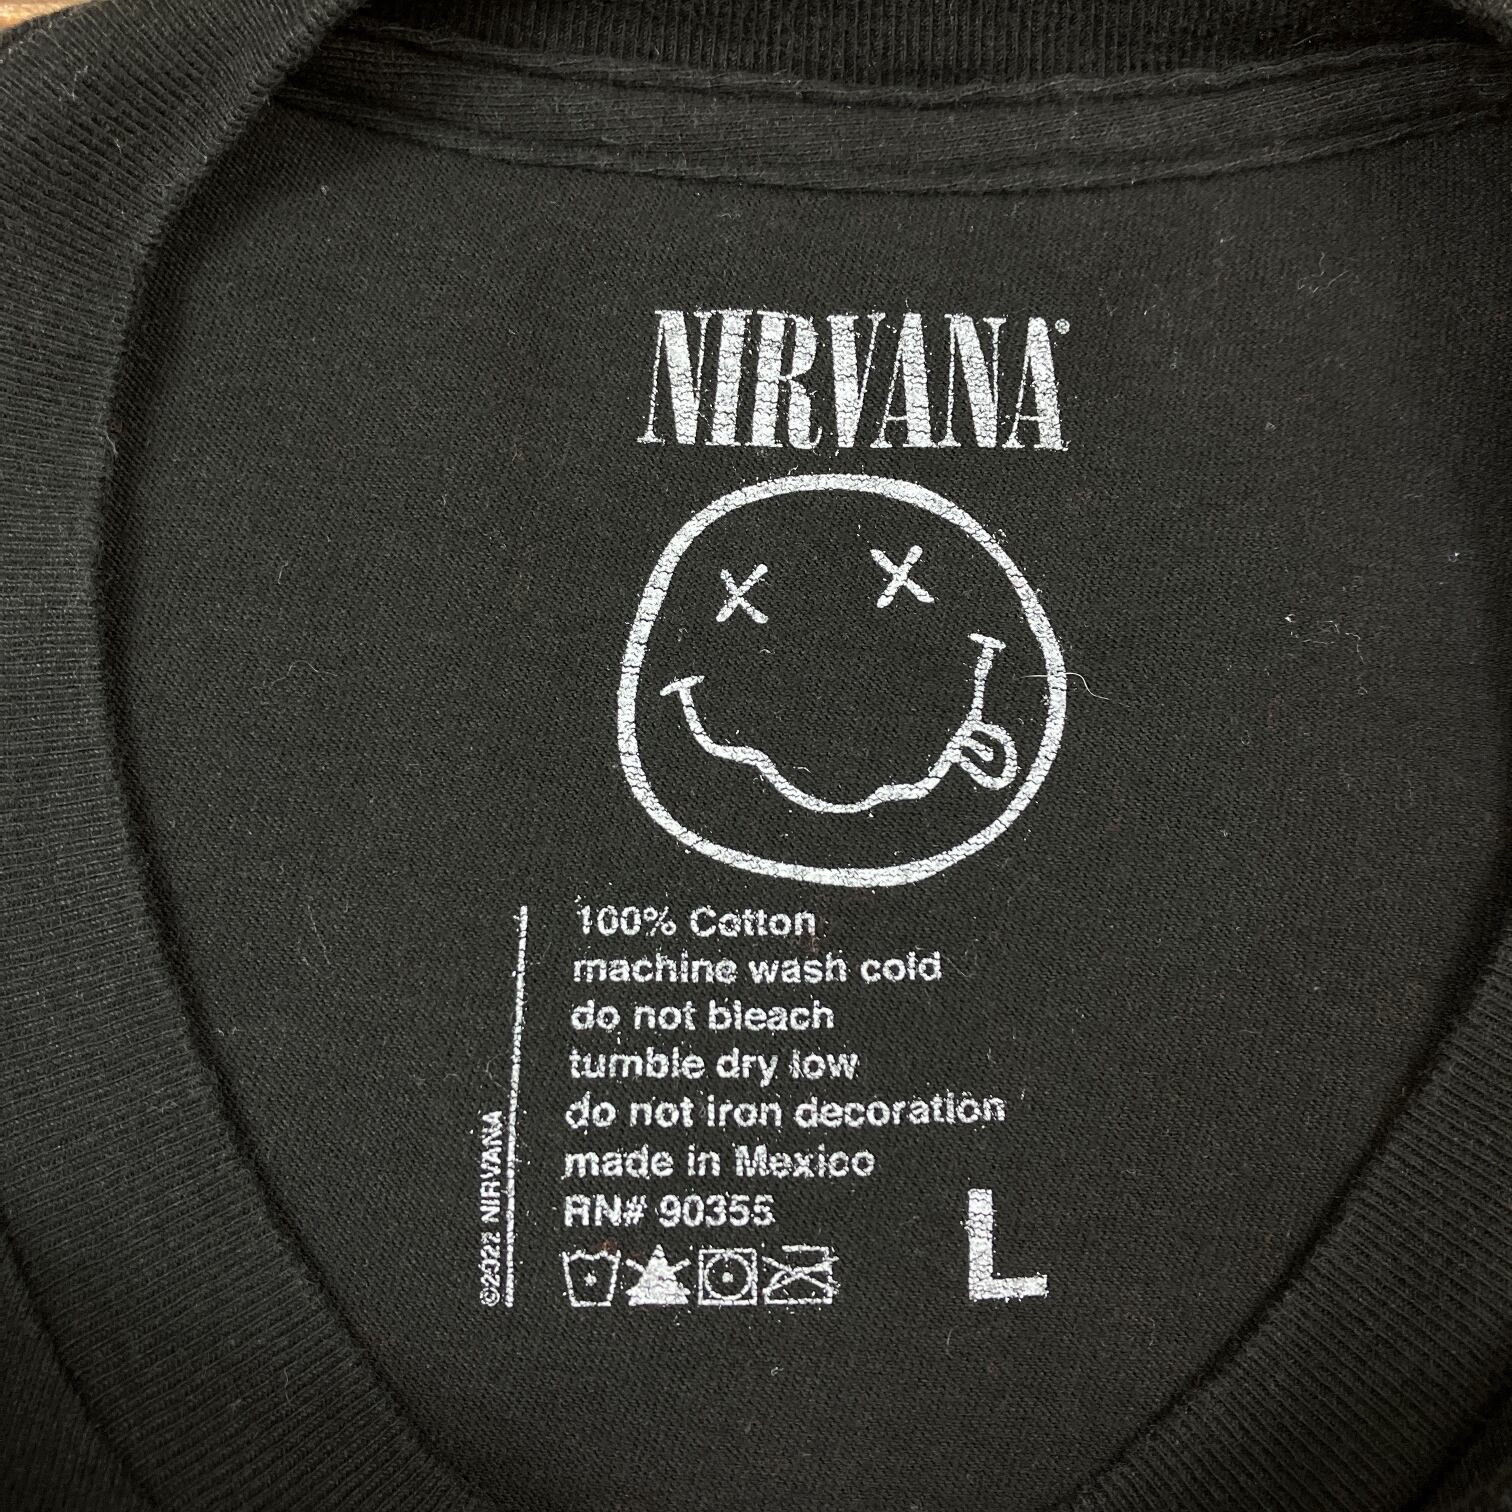 NIRVANA®
100% Cotton
machine wash cold
do not bleach
tumble dry low
do not iron decoration
made in Mexico
RN# 90355
L
©2022 NIRVANA